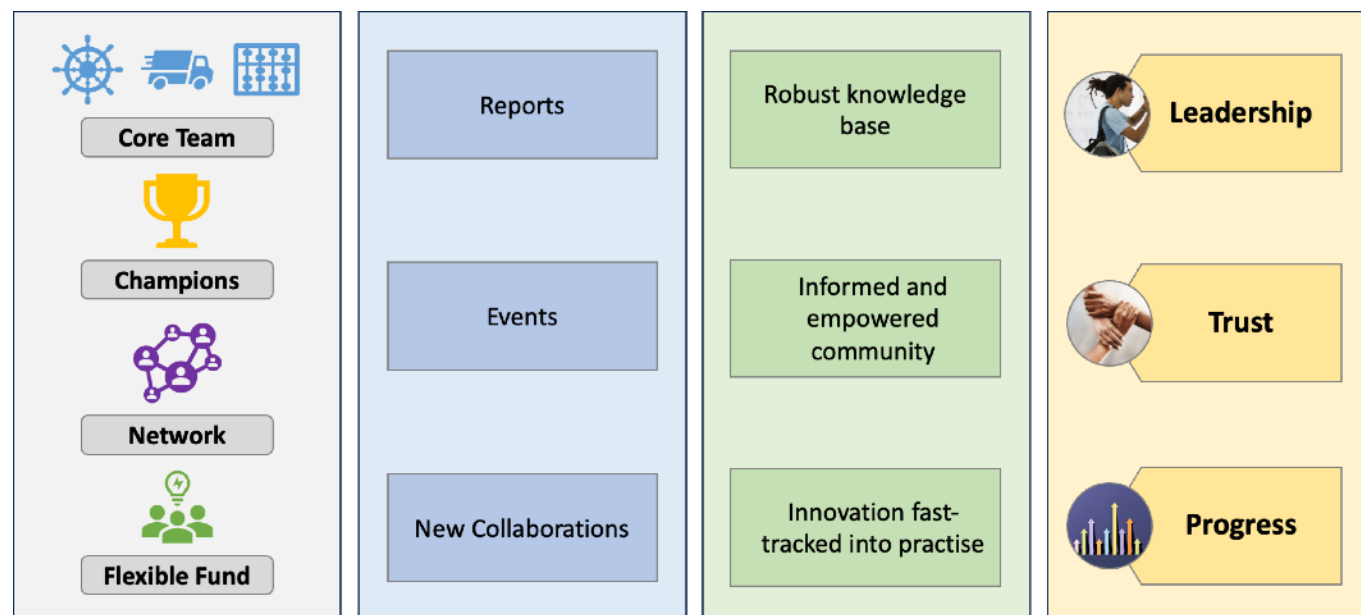 Core Team
Champions
Network
Flexible Fund
Reports
Events
New Collaborations
Robust knowledge
base
Informed and
empowered
community
Innovation fast-
tracked into practise
Leadership
Trust
Progress